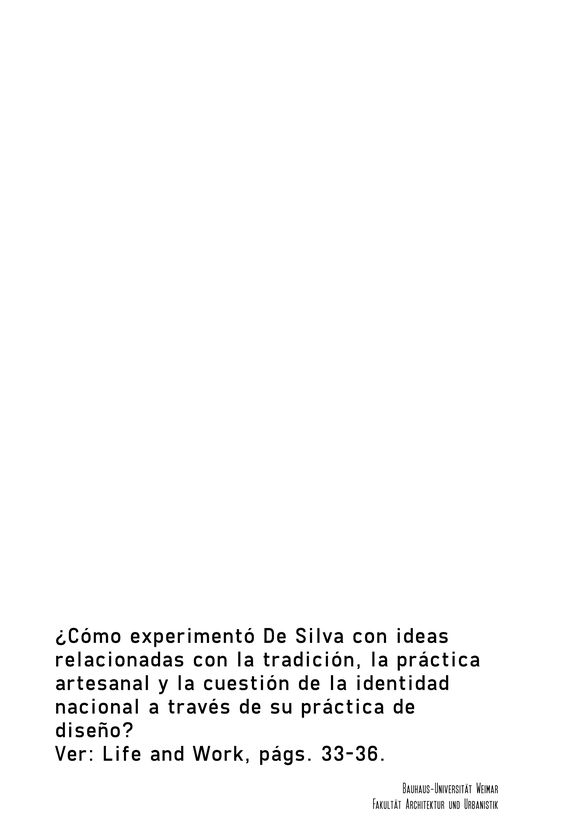 ¿Cómo experimentó De Silva con ideas
relacionadas con la tradición, la práctica
artesanal y la cuestión de la identidad
nacional a través de su práctica de
diseño?
Ver: Life and Work, págs. 33-36.
Bauhaus-Universität Weimar
Fakultät Architektur und Urbanistik